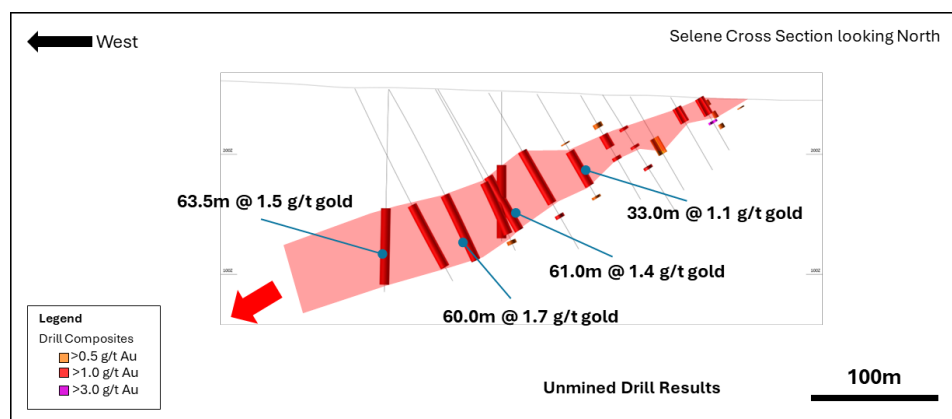 West
Selene Cross Section looking North
200Z
63.5m @ 1.5 g/t gold
33.0m @ 1.1 g/t gold
61.0m @ 1.4 g/t gold
100Z
60.0m @ 1.7 g/t gold
Legend
Drill Composites
>0.5 g/t Au
>1.0 g/t Au
>3.0 g/t Au
Unmined Drill Results
100m